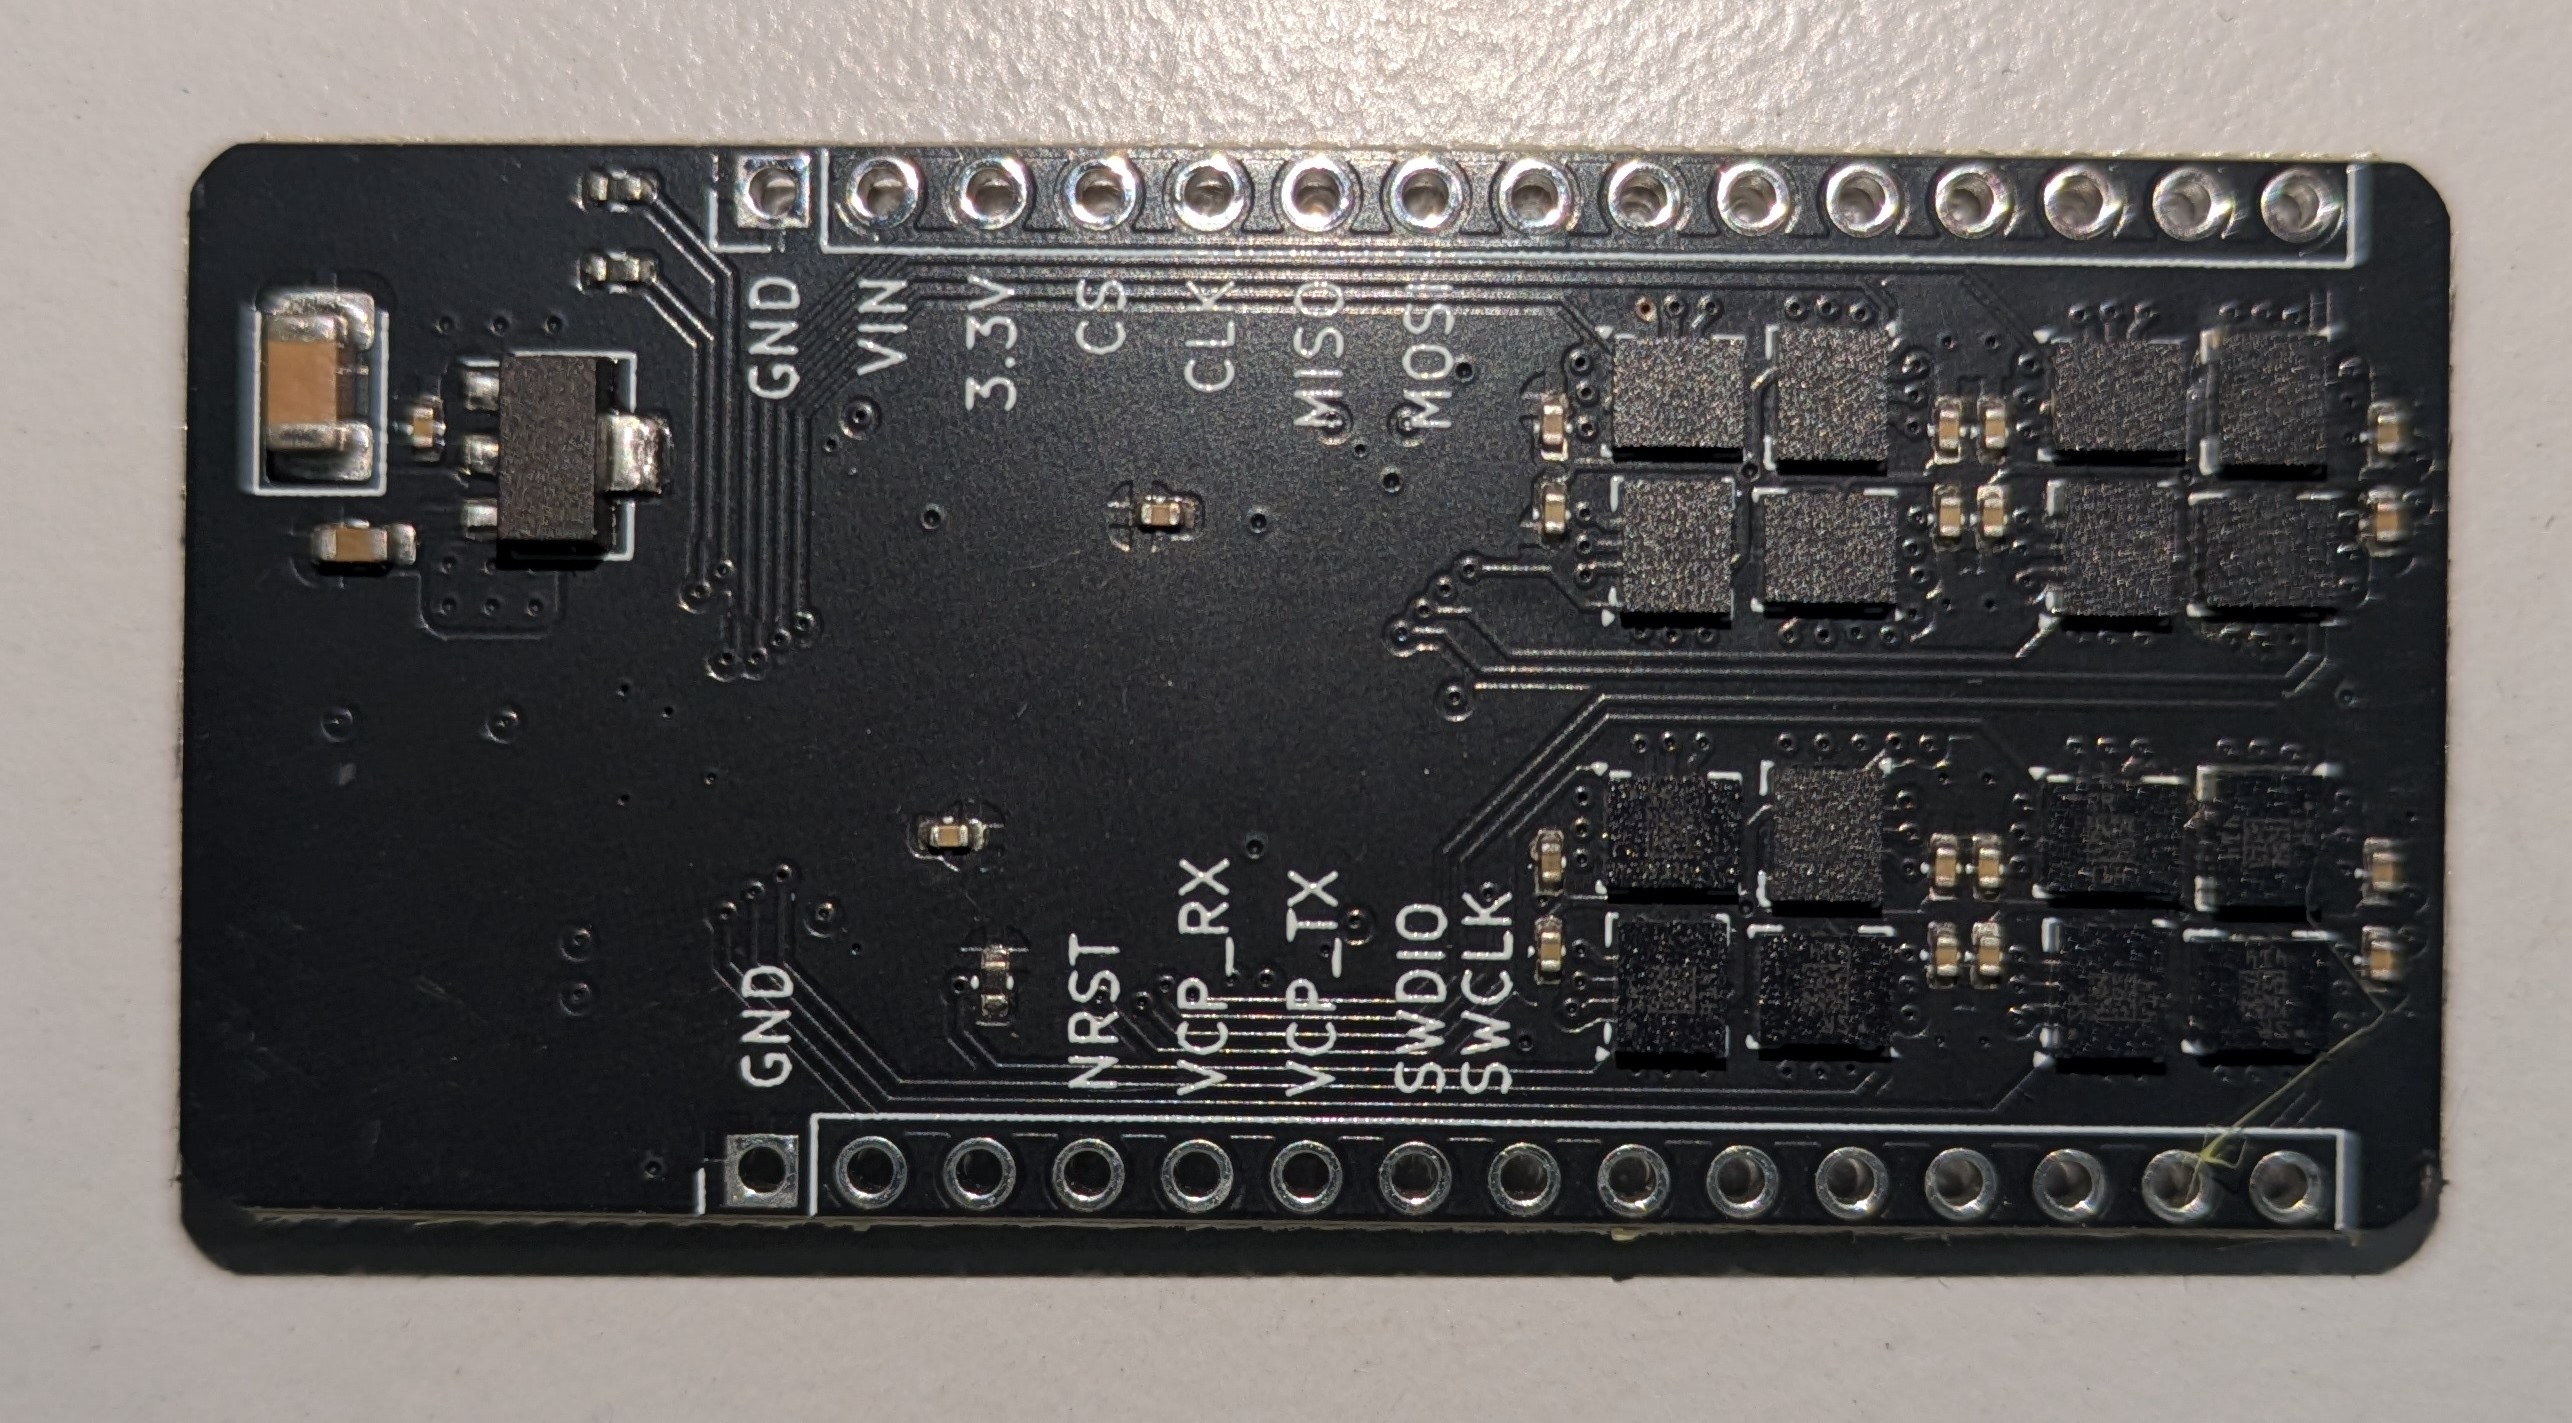 GND
VIN
3.3V
CS
CLK
MISO
MOSI
GND
NRST
VCP_RX
VCP_TX
SWDIO
SWCLK